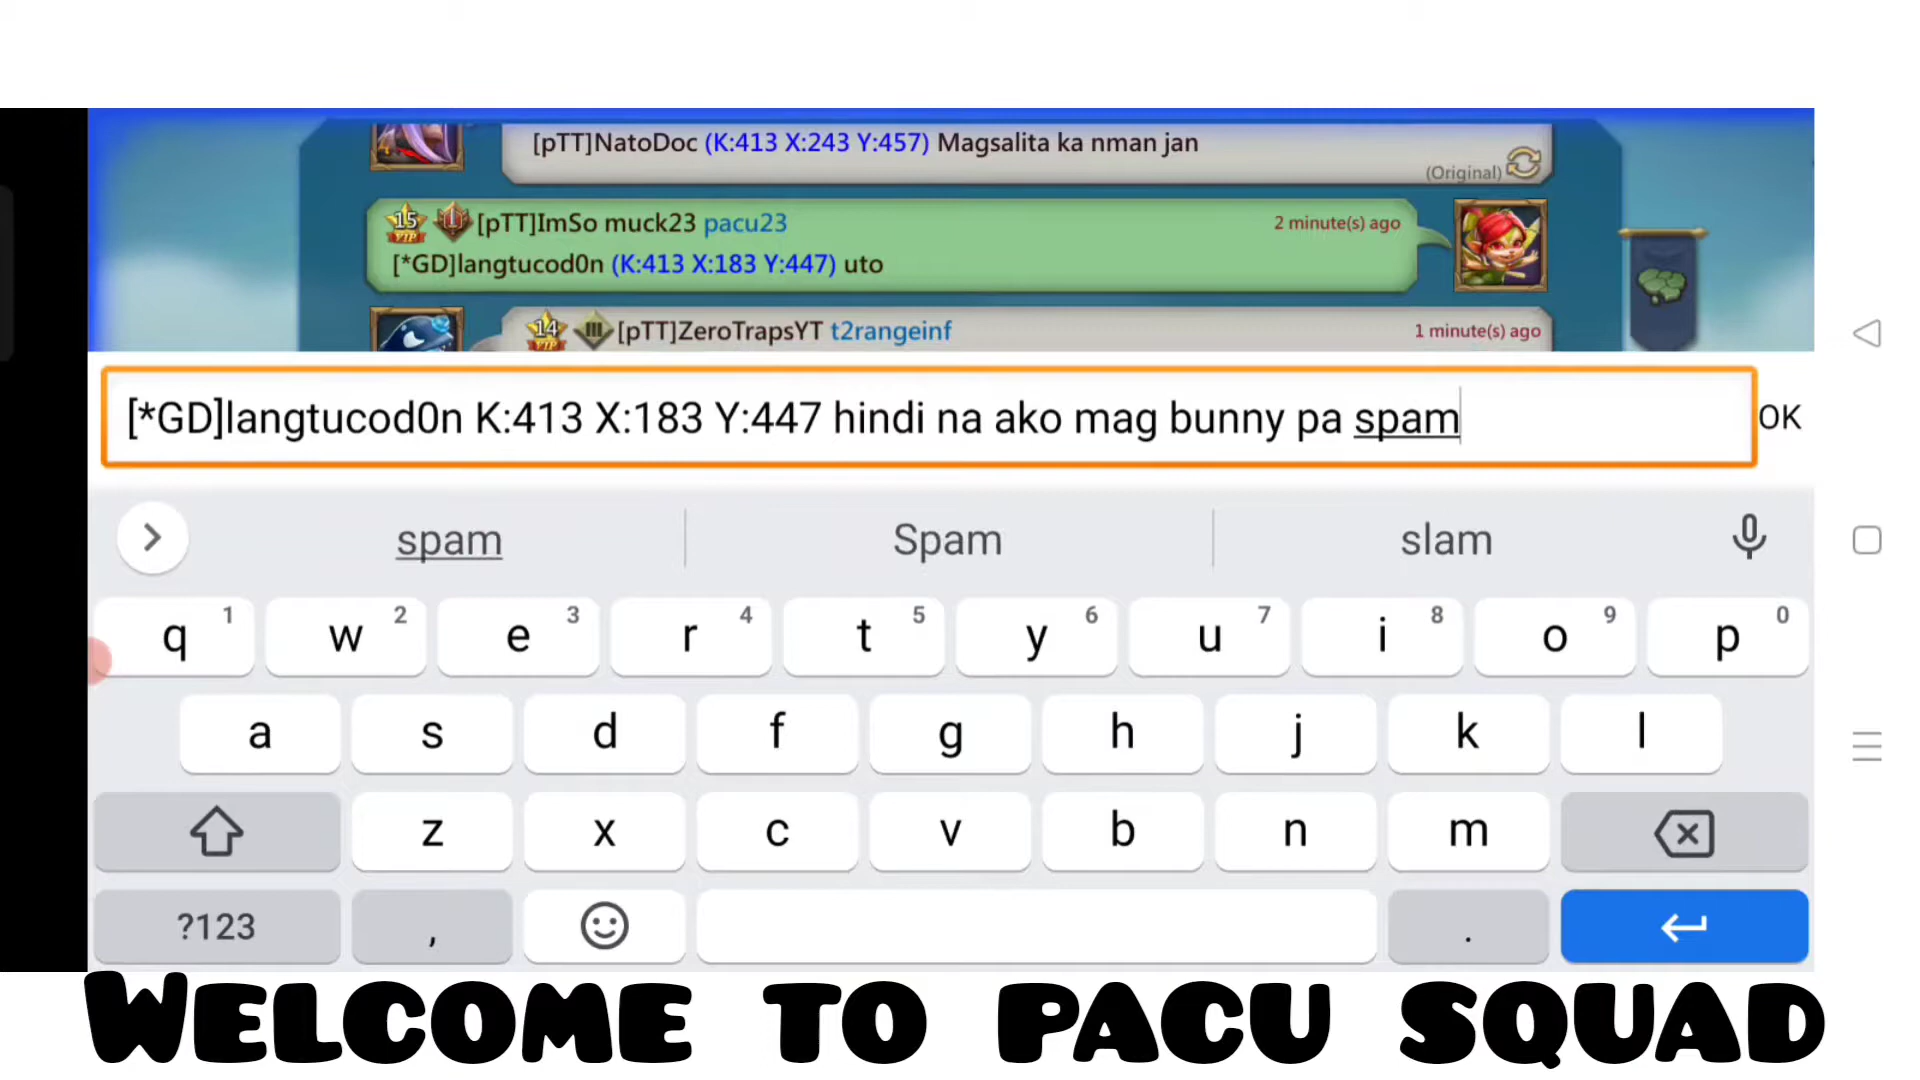 [pTT]NatoDoc (K:413 X:243 Y:457) Magsalita ka nman jan
(Original)
15 VIP [pTT]ImSo muck23 pacu23 2 minute(s) ago
[*GD]langtucod0n (K:413 X:183 Y:447) uto
14 VIP III [pTT]ZeroTrapsYT t2rangeinf 1 minute(s) ago
[*GD]langtucod0n K:413 X:183 Y:447 hindi na ako mag bunny pa spam OK
spam Spam slam
q 1 w 2 e 3 r 4 t 5 y 6 u 7 i 8 o 9 p 0
a s d f g h j k l
z x c v b n m
?123 , .
WELCOME TO PACU SQUAD